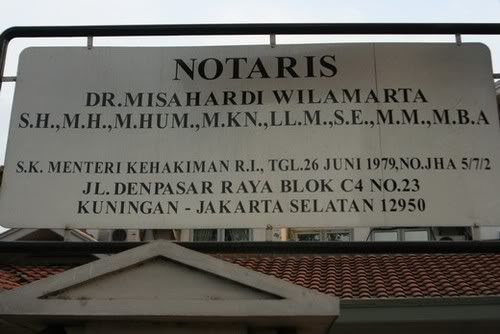 NOTARIS
DR.MISAHARDI WILAMARTA
S.H.,M.H.,M.HUM.,M.KN.,LL.M.,S.E.,M.M.,M.B.A
S.K. MENTERI KEHAKIMAN R.I., TGL.26 JUNI 1979,NO.JHA 5/7/2
JL. DENPASAR RAYA BLOK C4 NO.23
KUNINGAN - JAKARTA SELATAN 12950